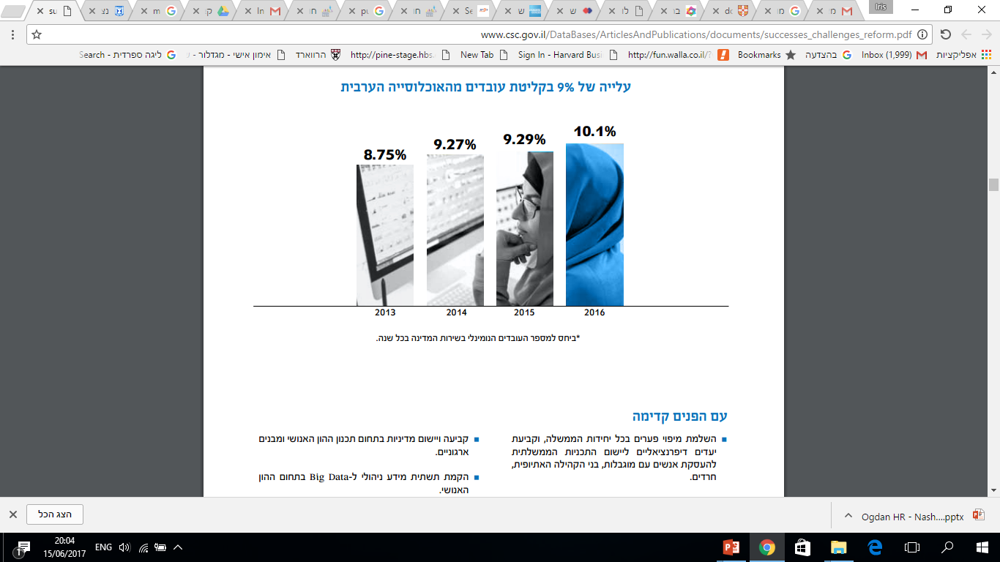 Iris
www.csc.gov.il/DataBases/ArticlesAndPublications/documents/successes_challenges_reform.pdf
אפליקציות
בהצדעה
Inbox (1,999)
Bookmarks
http://fun.walla.co.il/?
Sign In - Harvard Busi
New Tab
http://pine-stage.hbs.
הרווארד
אימון אישי - מגדלור -
ליגה ספרדית - Search
עלייה של 9% בקליטת עובדים מהאוכלוסייה הערבית
8.75%
9.27%
9.29%
10.1%
2013
2014
2015
2016
*ביחס למספר העובדים הנומינלי בשירות המדינה בכל שנה.
עם הפנים קדימה
השלמת מיפוי פערים בכל יחידות הממשלה, וקביעת
יעדים דיפרנציאליים ליישום התכניות הממשלתית
להעסקת אנשים עם מוגבלות, בני הקהילה האתיופית,
חרדים.
קביעה ויישום מדיניות בתחום תכנון ההון האנושי ומבנים
ארגוניים.
הקמת תשתית מידע ניהולי ל-Big Data בתחום ההון
האנושי.
הצג הכל
Ogdan HR - Nash....pptx
20:04
15/06/2017
ENG
1